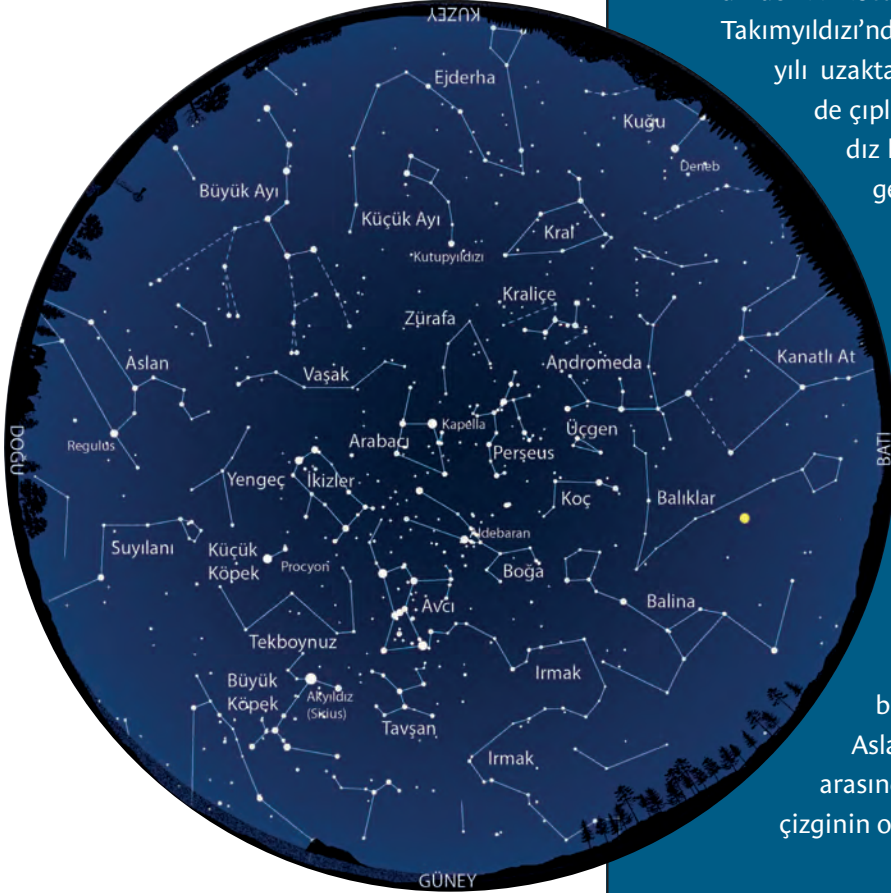 KUZEY
Ejderha
Kuğu
Deneb
Büyük Ayı
Küçük Ayı
Kral
Kutupyıldızı
Kraliçe
Zürafa
Aslan
Vaşak
Andromeda
Kanatlı At
Regulus
Arabacı
Kapella
Perşeus
Üçgen
DOĞU
BATI
Yengeç
İkizler
Koç
Balıklar
Suyılanı
Küçük
Köpek
Procyon
Aldebaran
Boğa
Avcı
Balina
Tekboynuz
Büyük
Köpek
Akyıldız
(Sirius)
Irmak
Tavşan
Irmak
GÜNEY
Takımyıldızı’nd
yılı uzakta
de çıpl
dız
ge
b
Asla
arasın
çizginin o